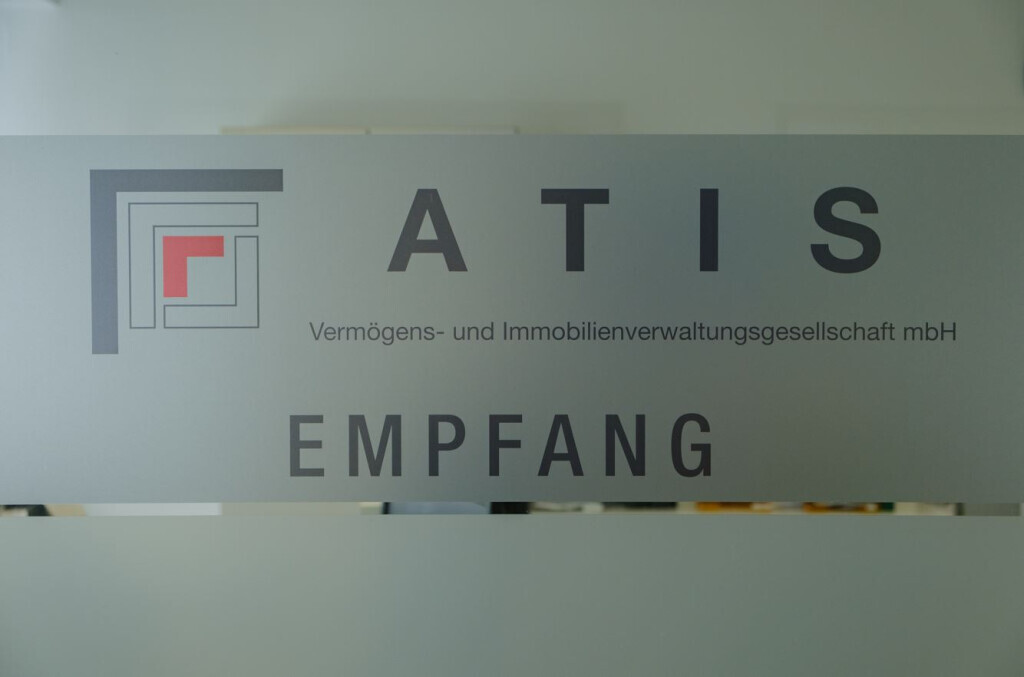 ATIS
Vermögens- und Immobilienverwaltungsgesellschaft mbH
EMPFANG